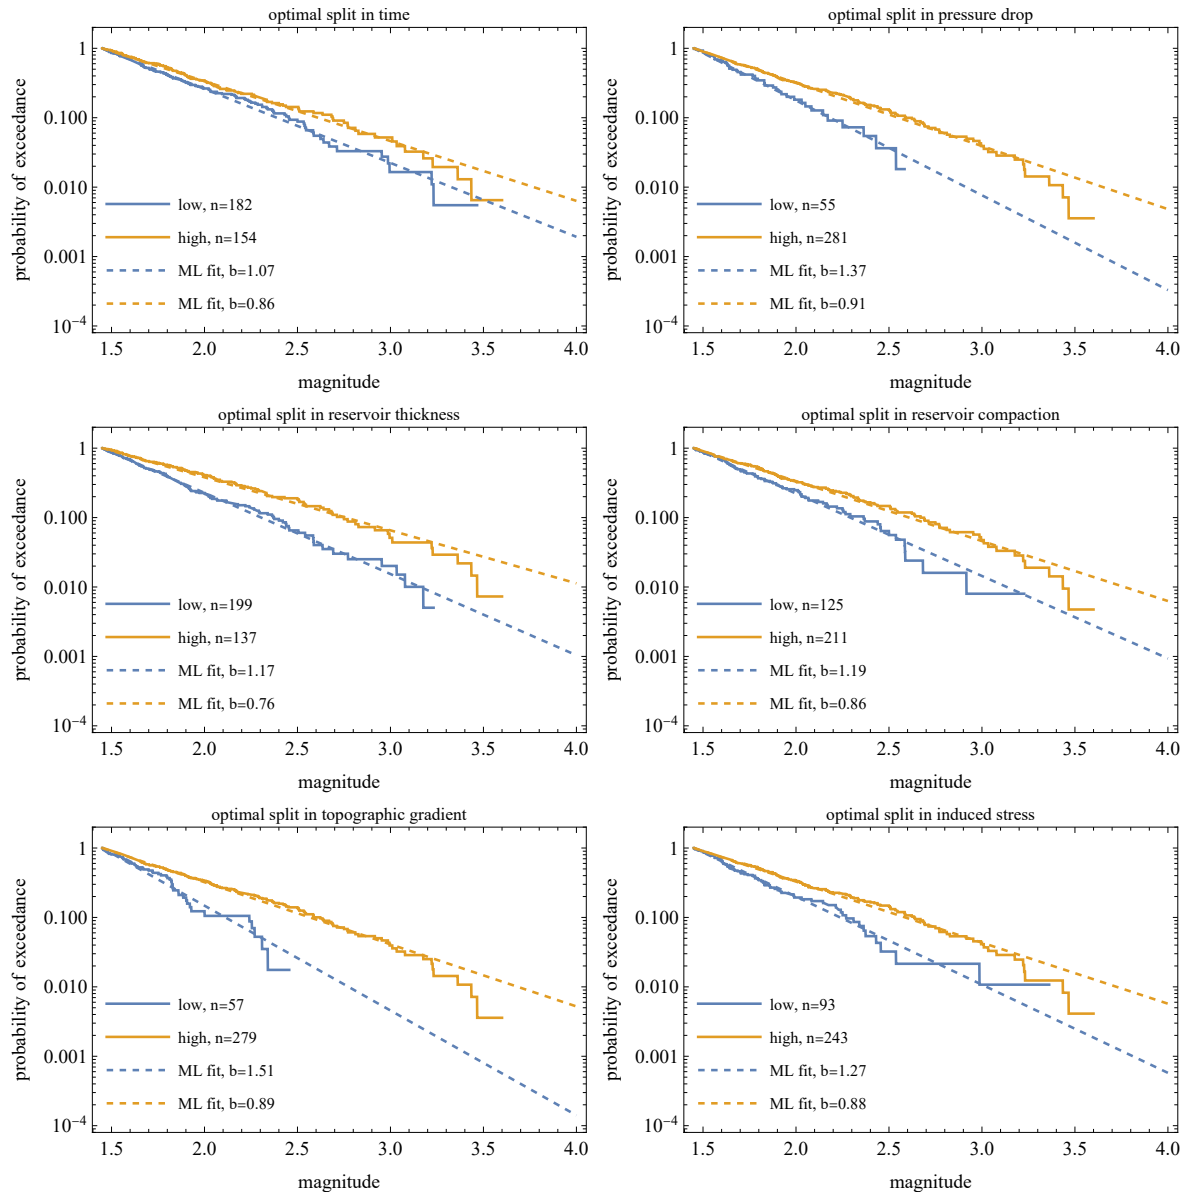 optimal split in time
probability of exceedance
1
0.100
0.010
0.001
10⁻⁴
low, n=182
high, n=154
ML fit, b=1.07
ML fit, b=0.86
1.5 2.0 2.5 3.0 3.5 4.0
magnitude
optimal split in pressure drop
probability of exceedance
1
0.100
0.010
0.001
10⁻⁴
low, n=55
high, n=281
ML fit, b=1.37
ML fit, b=0.91
1.5 2.0 2.5 3.0 3.5 4.0
magnitude
optimal split in reservoir thickness
probability of exceedance
1
0.100
0.010
0.001
10⁻⁴
low, n=199
high, n=137
ML fit, b=1.17
ML fit, b=0.76
1.5 2.0 2.5 3.0 3.5 4.0
magnitude
optimal split in reservoir compaction
probability of exceedance
1
0.100
0.010
0.001
10⁻⁴
low, n=125
high, n=211
ML fit, b=1.19
ML fit, b=0.86
1.5 2.0 2.5 3.0 3.5 4.0
magnitude
optimal split in topographic gradient
probability of exceedance
1
0.100
0.010
0.001
10⁻⁴
low, n=57
high, n=279
ML fit, b=1.51
ML fit, b=0.89
1.5 2.0 2.5 3.0 3.5 4.0
magnitude
optimal split in induced stress
probability of exceedance
1
0.100
0.010
0.001
10⁻⁴
low, n=93
high, n=243
ML fit, b=1.27
ML fit, b=0.88
1.5 2.0 2.5 3.0 3.5 4.0
magnitude